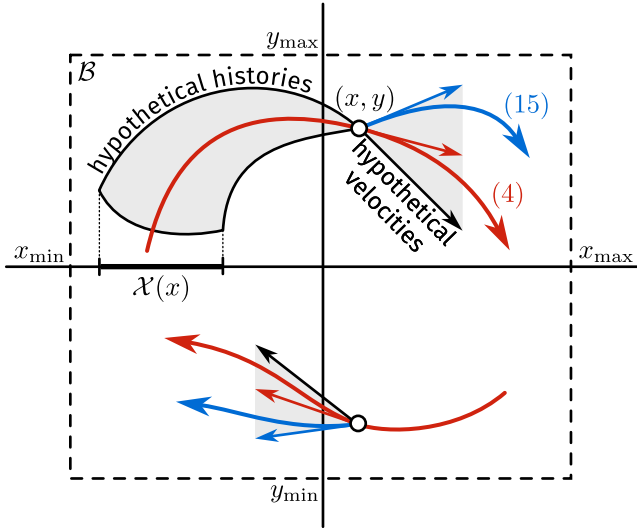 y_max
ℬ
hypothetical histories
(x, y)
(15)
hypothetical
velocities
(4)
x_min
x_max
𝒳(x)
y_min